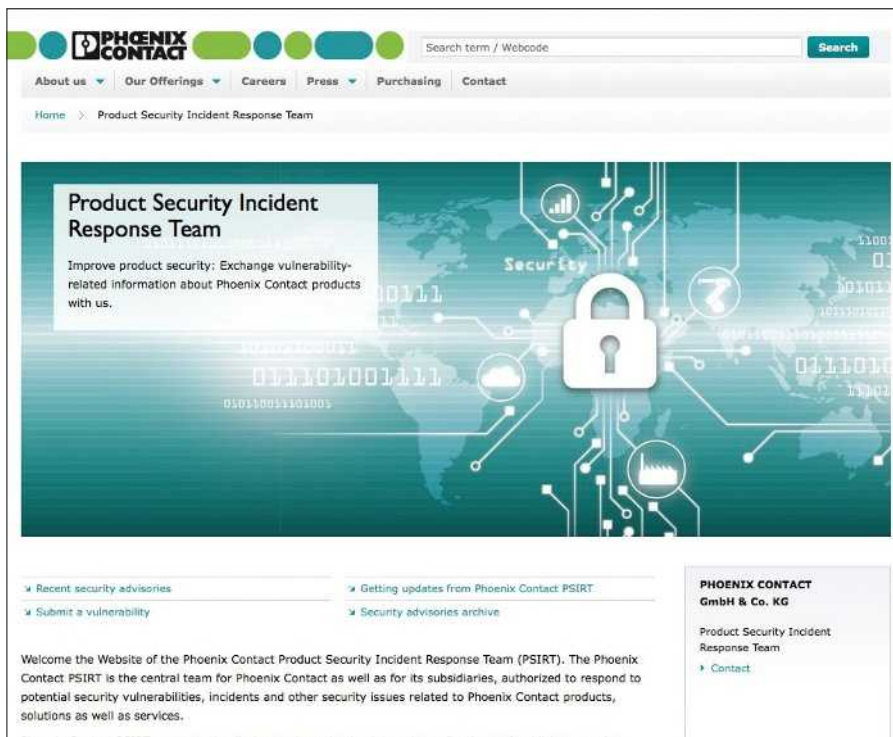 PHŒNIX
CONTACT
Search term / Webcode
Search
About us
Our Offerings
Careers
Press
Purchasing
Contact
Home
Product Security Incident Response Team
Product Security Incident
Response Team
Improve product security: Exchange vulnerability-
related information about Phoenix Contact products
with us.
Security
011101001111
010110051101001
Recent security advisories
Getting updates from Phoenix Contact PSIRT
Submit a vulnerability
Security advisories archive
PHOENIX CONTACT
GmbH & Co. KG
Product Security Incident
Response Team
Contact
Welcome the Website of the Phoenix Contact Product Security Incident Response Team (PSIRT). The Phoenix
Contact PSIRT is the central team for Phoenix Contact as well as for its subsidiaries, authorized to respond to
potential security vulnerabilities, incidents and other security issues related to Phoenix Contact products,
solutions as well as services.